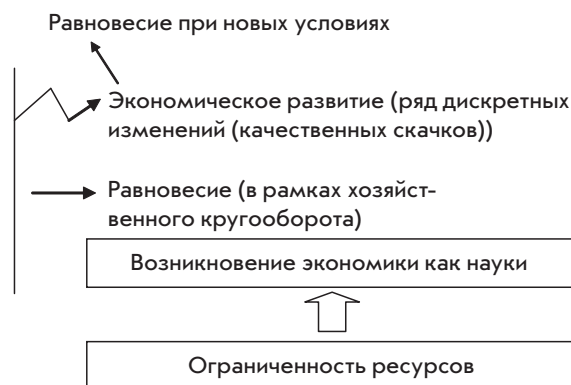 Равновесие при новых условиях
Экономическое развитие (ряд дискретных
изменений (качественных скачков))
Равновесие (в рамках хозяйст-
венного кругооборота)
Возникновение экономики как науки
Ограниченность ресурсов